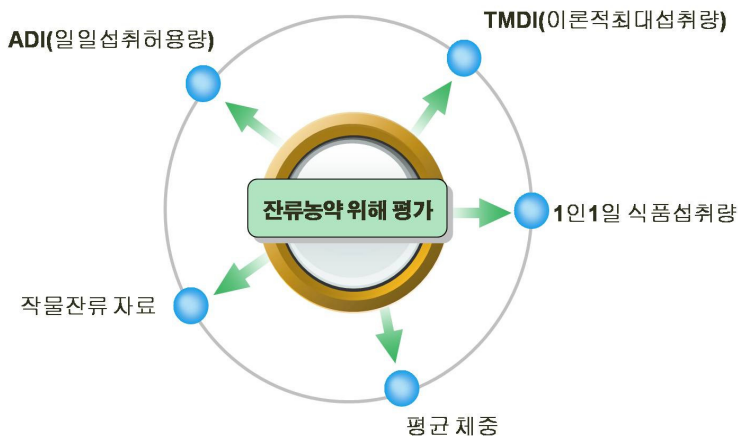 TMDI(이론적최대섭취량)
ADI(일일섭취허용량)
잔류농약 위해 평가
1인1일 식품섭취량
작물잔류 자료
평균 체중